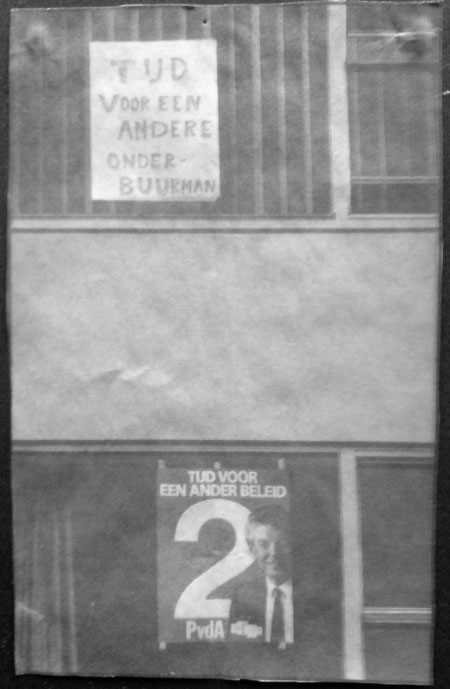 TIJD
VOOR EEN
ANDERE
ONDER-
BUURMAN
TIJD VOOR
EEN ANDER BELEID
2
PvdA